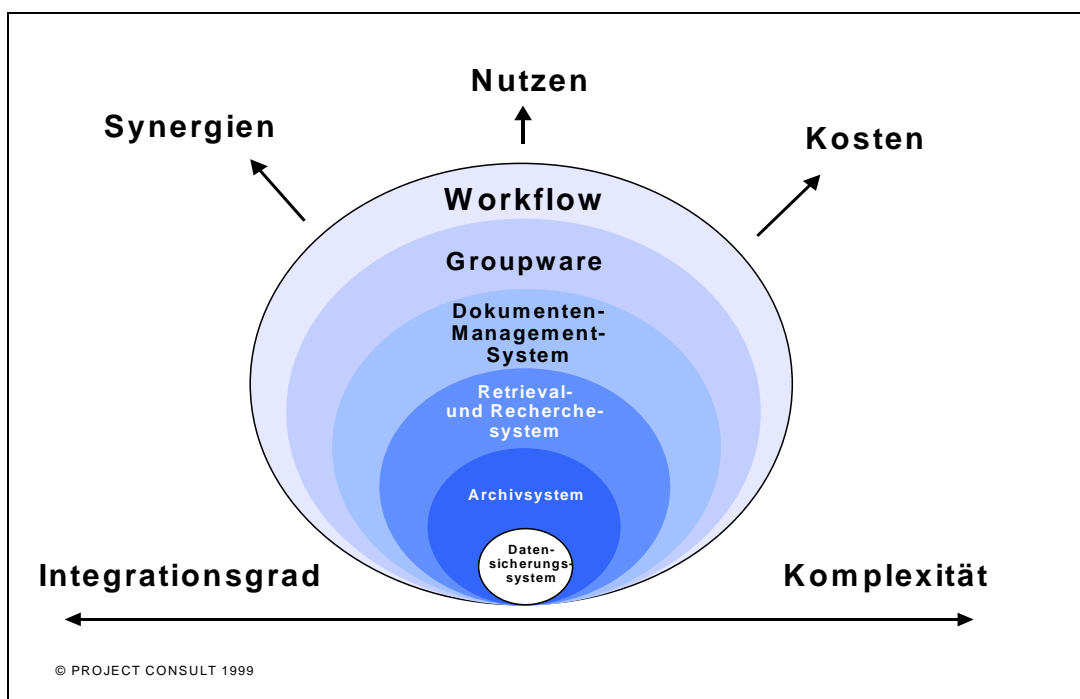 Nutzen
Synergien
Kosten
Workflow
Groupware
Dokumenten-
Management-
System
Retrieval-
und Recherche-
system
Archivsystem
Daten-
sicherungs-
system
Integrationsgrad
Komplexität
© PROJECT CONSULT 1999